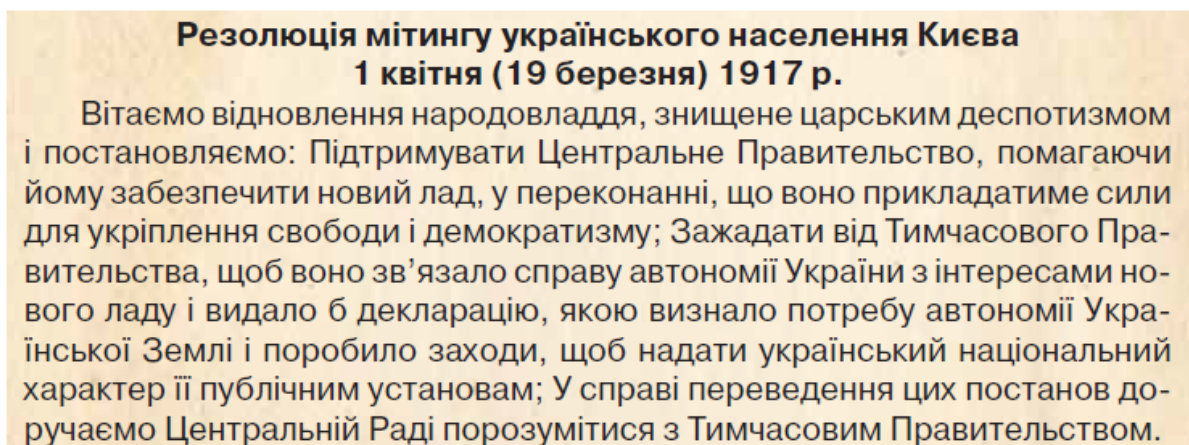 Резолюція мітингу українського населення Києва
1 квітня (19 березня) 1917 р.
Вітаємо відновлення народовладдя, знищене царським деспотизмом
і постановляємо: Підтримувати Центральне Правительство, помагаючи
йому забезпечити новий лад, у переконанні, що воно прикладатиме сили
для укріплення свободи і демократизму; Зажадати від Тимчасового Пра-
вительства, щоб воно зв’язало справу автономії України з інтересами но-
вого ладу і видало б декларацію, якою визнало потребу автономії Укра-
їнської Землі і поробило заходи, щоб надати український національний
характер її публічним установам; У справі переведення цих постанов до-
ручаємо Центральній Раді порозумітися з Тимчасовим Правительством.